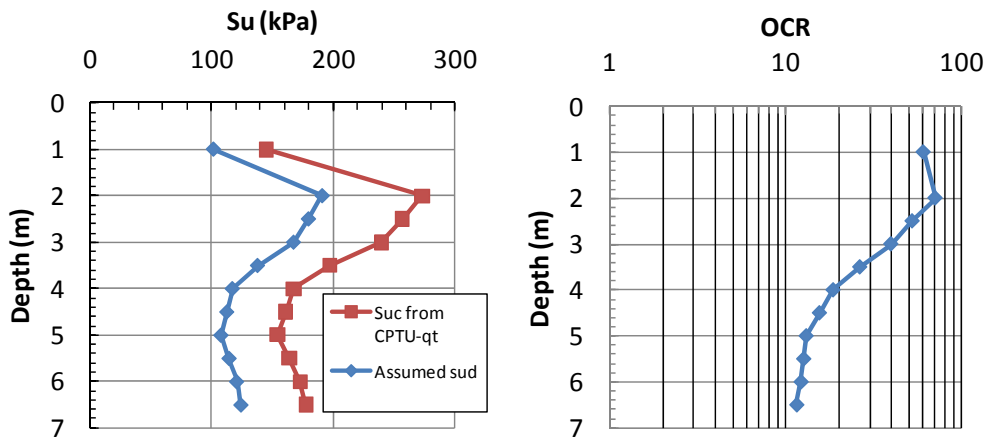 Su (kPa)
0 100 200 300
Depth (m)
0
1
2
3
4
5
6
7
Suc from
CPTU-qt
Assumed sud
OCR
1 10 100
Depth (m)
0
1
2
3
4
5
6
7